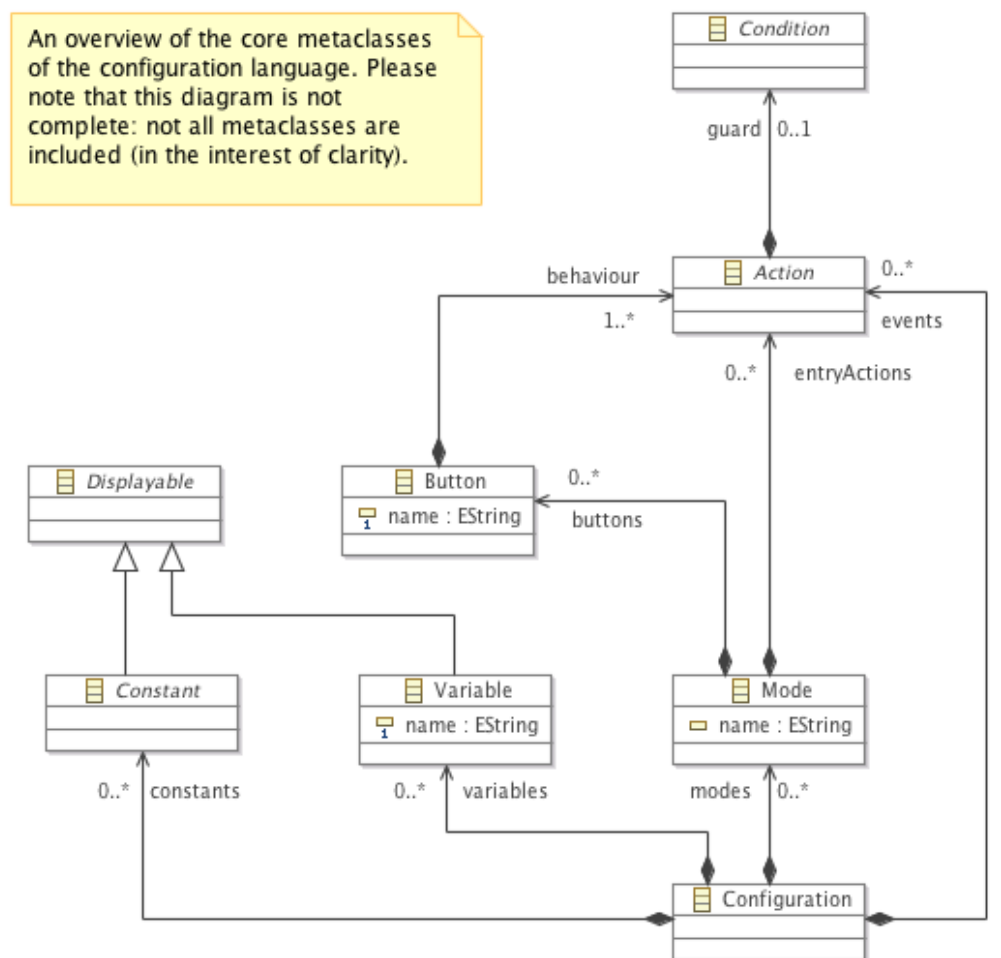 An overview of the core metaclasses
of the configuration language. Please
note that this diagram is not
complete: not all metaclasses are
included (in the interest of clarity).
Condition
guard 0..1
Action
behaviour
1..*
0..*
events
0..* entryActions
Displayable
Button
1 name : EString
0..*
buttons
Constant
Variable
1 name : EString
Mode
name : EString
0..* constants
0..* variables
modes 0..*
Configuration